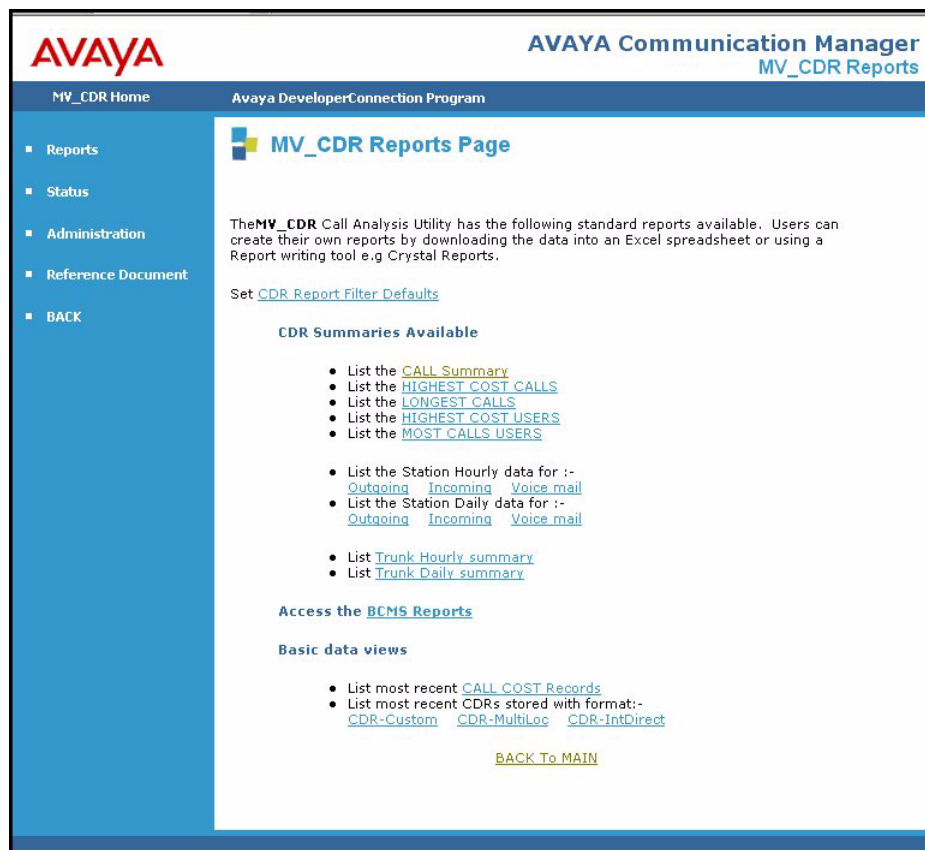 AVAYA
AVAYA Communication Manager
MV_CDR Reports
MV_CDR Home
Avaya DeveloperConnection Program
Reports
Status
Administration
Reference Document
BACK
MV_CDR Reports Page
TheMV_CDR Call Analysis Utility has the following standard reports available. Users can
create their own reports by downloading the data into an Excel spreadsheet or using a
Report writing tool e.g Crystal Reports.
Set CDR Report Filter Defaults
CDR Summaries Available
List the CALL Summary
List the HIGHEST COST CALLS
List the LONGEST CALLS
List the HIGHEST COST USERS
List the MOST CALLS USERS
List the Station Hourly data for :-
Outgoing Incoming Voice mail
List the Station Daily data for :-
Outgoing Incoming Voice mail
List Trunk Hourly summary
List Trunk Daily summary
Access the BCMS Reports
Basic data views
List most recent CALL COST Records
List most recent CDRs stored with format:-
CDR-Custom CDR-MultiLoc CDR-IntDirect
BACK To MAIN